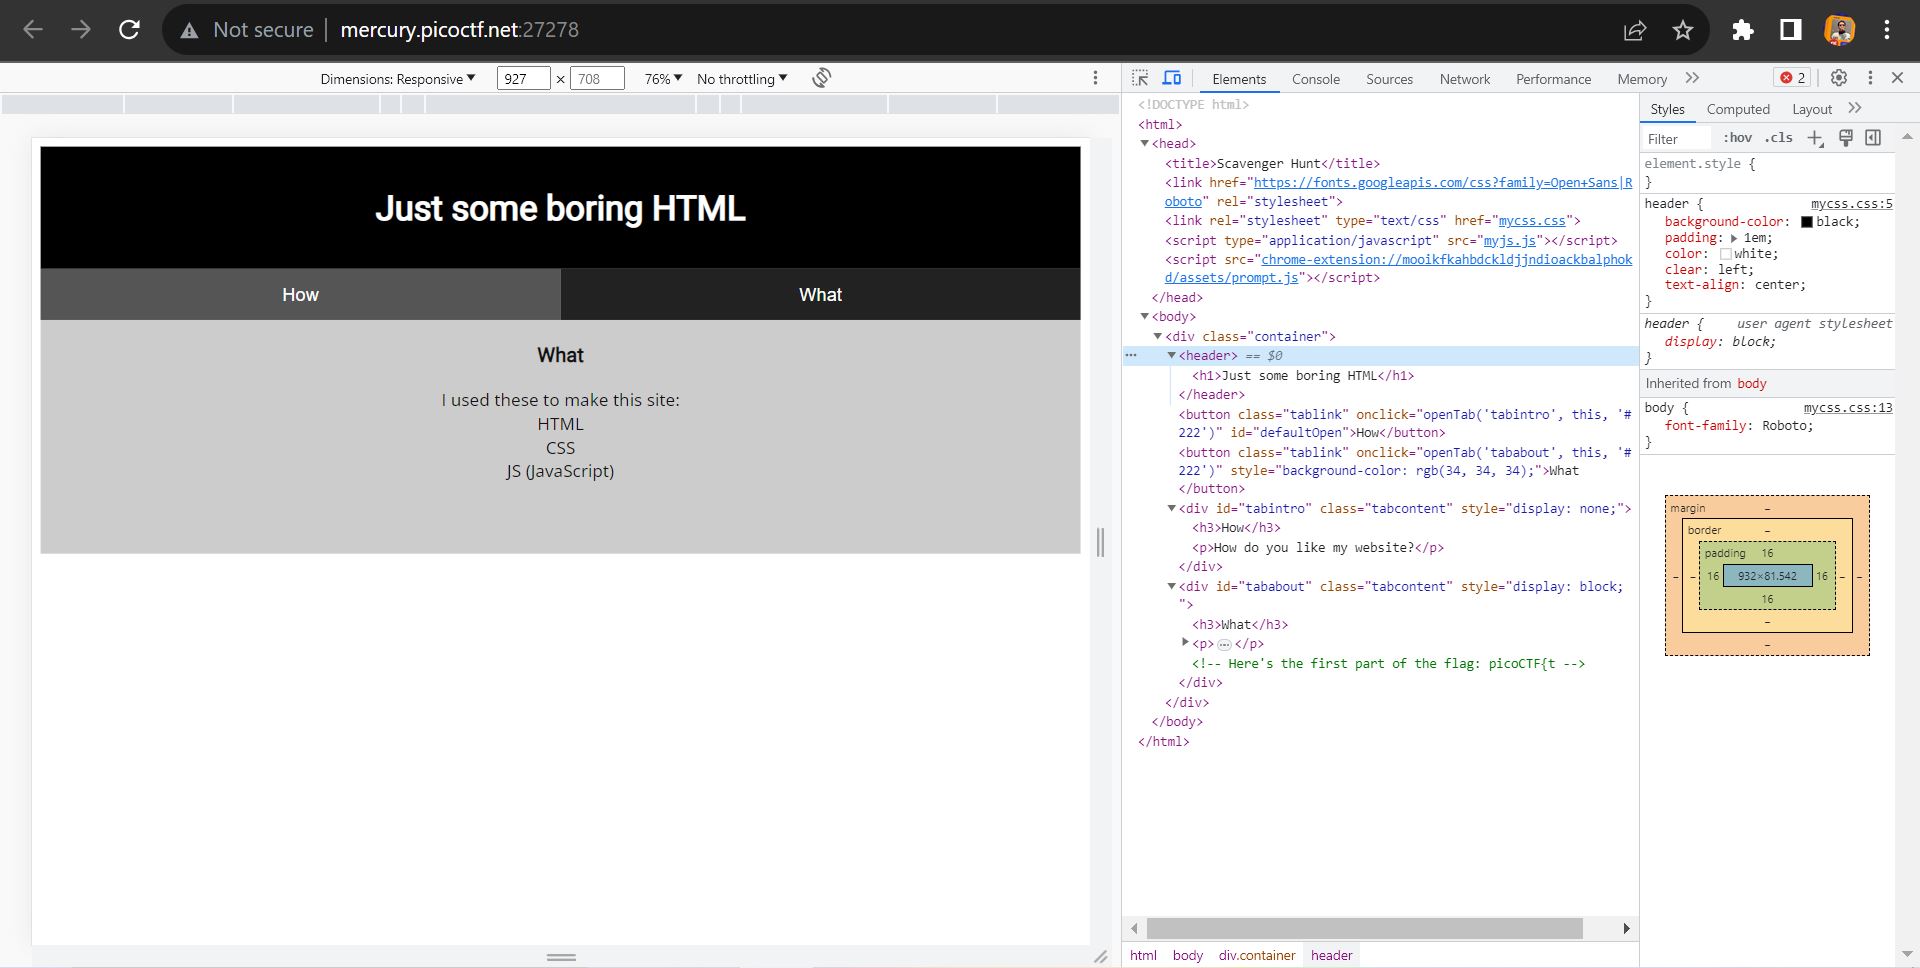 Not secure | mercury.picoctf.net:27278
Dimensions: Responsive ▼ 927 × 708 76% ▼ No throttling ▼
Just some boring HTML
How What
What
I used these to make this site:
HTML
CSS
JS (JavaScript)
Elements Console Sources Network Performance Memory 2
<!DOCTYPE html>
<html>
<head>
<title>Scavenger Hunt</title>
<link href="https://fonts.googleapis.com/css?family=Open+Sans|R
oboto" rel="stylesheet">
<link rel="stylesheet" type="text/css" href="mycss.css">
<script type="application/javascript" src="myjs.js"></script>
<script src="chrome-extension://mooikfkahbdckldjjndioackbalphok
d/assets/prompt.js"></script>
</head>
<body>
<div class="container">
<header> == $0
<h1>Just some boring HTML</h1>
</header>
<button class="tablink" onclick="openTab('tabintro', this, '#
222')" id="defaultOpen">How</button>
<button class="tablink" onclick="openTab('tababout', this, '#
222')" style="background-color: rgb(34, 34, 34);">What
</button>
<div id="tabintro" class="tabcontent" style="display: none;">
<h3>How</h3>
<p>How do you like my website?</p>
</div>
<div id="tababout" class="tabcontent" style="display: block;
">
<h3>What</h3>
<p>…</p>
<!-- Here's the first part of the flag: picoCTF{t -->
</div>
</div>
</body>
</html>
html body div.container header
Styles Computed Layout
Filter :hov .cls
element.style {
}
header { mycss.css:5
background-color: black;
padding: 1em;
color: white;
clear: left;
text-align: center;
}
header { user agent stylesheet
display: block;
}
Inherited from body
body { mycss.css:13
font-family: Roboto;
}
margin –
border –
padding 16
– – 16 932×81.542 16 – –
16
–
–